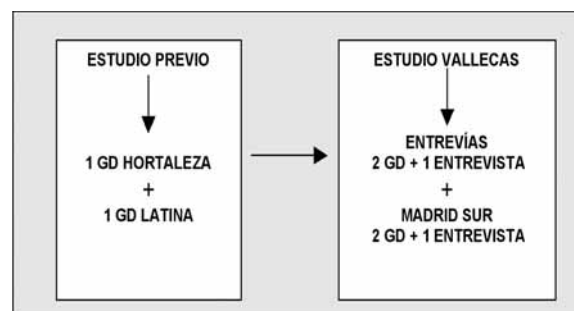 ESTUDIO PREVIO
1 GD HORTALEZA
+
1 GD LATINA
ESTUDIO VALLECAS
ENTREVÍAS
2 GD + 1 ENTREVISTA
+
MADRID SUR
2 GD + 1 ENTREVISTA